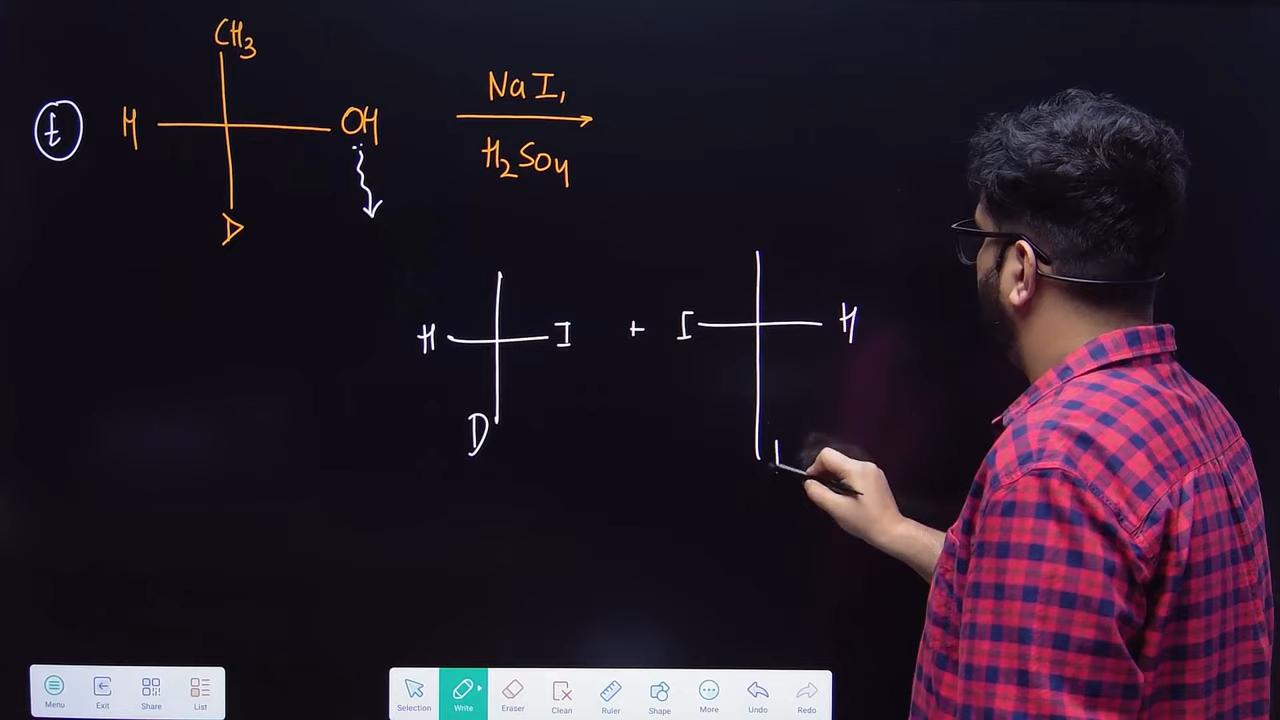 CH3
H
OH
D
NaI,
H2SO4
H
I
D
+
I
H
Menu
Exit
Share
List
Selection
Write
Eraser
Clean
Ruler
Shape
More
Undo
Redo